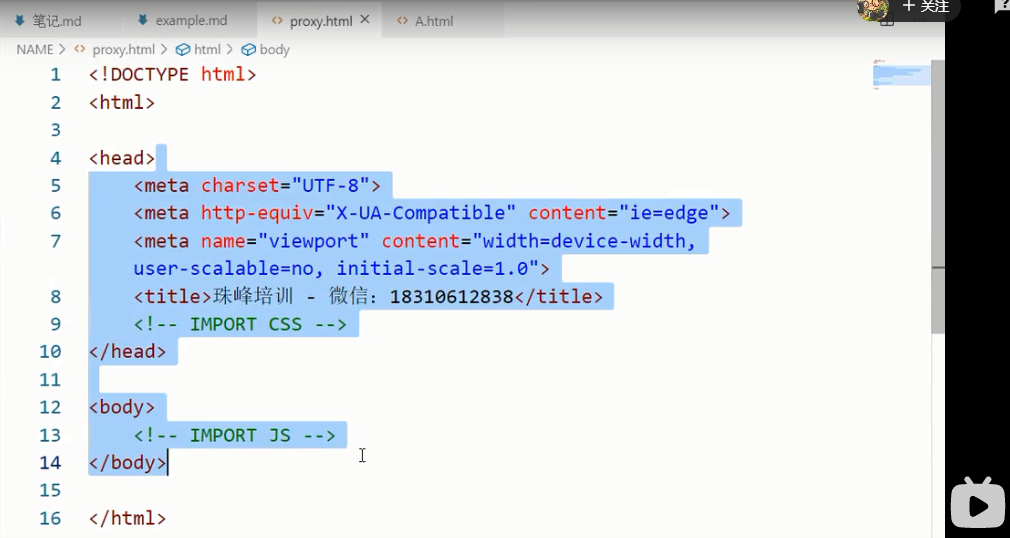 笔记.md example.md proxy.html × A.html + 关注
NAME > <> proxy.html > html > body
1 <!DOCTYPE html>
2 <html>
3
4 <head>
5 <meta charset="UTF-8">
6 <meta http-equiv="X-UA-Compatible" content="ie=edge">
7 <meta name="viewport" content="width=device-width,
user-scalable=no, initial-scale=1.0">
8 <title>珠峰培训 - 微信：18310612838</title>
9 <!-- IMPORT CSS -->
10 </head>
11
12 <body>
13 <!-- IMPORT JS -->
14 </body>
15
16 </html>